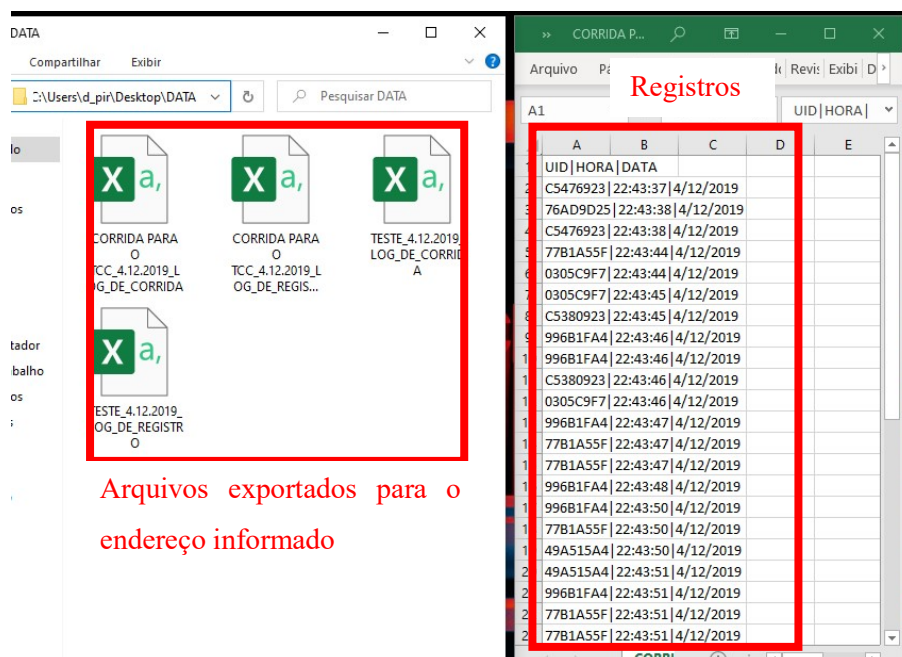 DATA
Compartilhar Exibir
C:\Users\d_pir\Desktop\DATA
Pesquisar DATA
a,
a,
a,
CORRIDA PARA
O
TCC_4.12.2019_L
OG_DE_CORRIDA
CORRIDA PARA
O
TCC_4.12.2019_L
OG_DE_REGIS...
TESTE_4.12.2019_
LOG_DE_CORRID
A
a,
TESTE_4.12.2019_
LOG_DE_REGISTR
O
Arquivos exportados para o
endereço informado
CORRIDA P...
Arquivo
Revis Exibi D
Registros
A1
UID|HORA|
A B C D E
UID|HORA|DATA
C5476923|22:43:37|4/12/2019
76AD9D25|22:43:38|4/12/2019
C5476923|22:43:38|4/12/2019
77B1A55F|22:43:44|4/12/2019
0305C9F7|22:43:44|4/12/2019
0305C9F7|22:43:45|4/12/2019
C5380923|22:43:45|4/12/2019
996B1FA4|22:43:46|4/12/2019
996B1FA4|22:43:46|4/12/2019
C5380923|22:43:46|4/12/2019
0305C9F7|22:43:46|4/12/2019
996B1FA4|22:43:47|4/12/2019
77B1A55F|22:43:47|4/12/2019
77B1A55F|22:43:47|4/12/2019
996B1FA4|22:43:48|4/12/2019
996B1FA4|22:43:50|4/12/2019
77B1A55F|22:43:50|4/12/2019
49A515A4|22:43:50|4/12/2019
49A515A4|22:43:51|4/12/2019
996B1FA4|22:43:51|4/12/2019
77B1A55F|22:43:51|4/12/2019
77B1A55F|22:43:51|4/12/2019